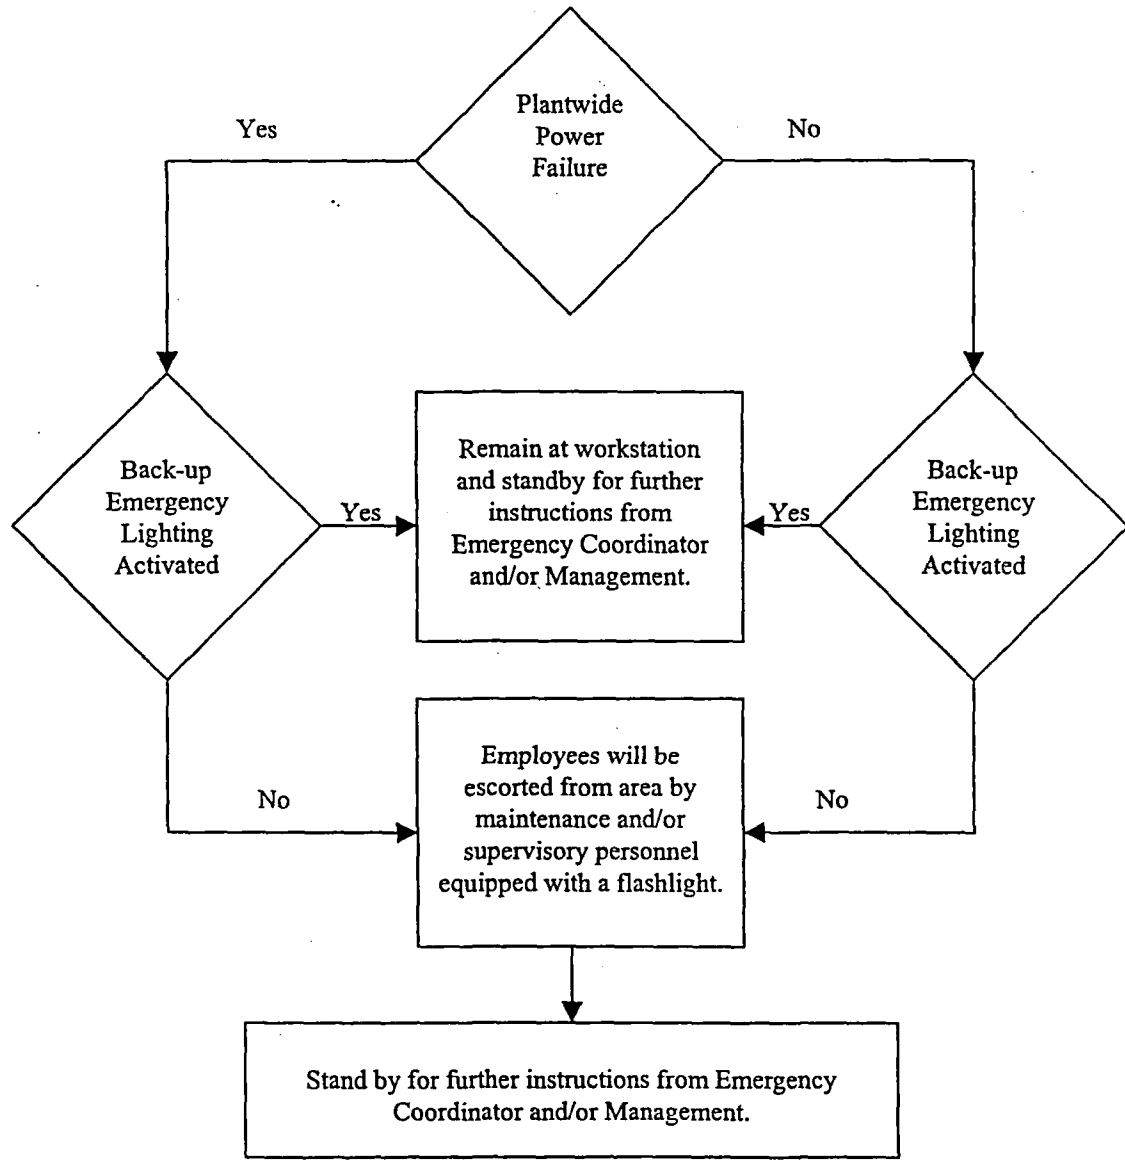 Plantwide
Power
Failure
Yes
No
Back-up
Emergency
Lighting
Activated
Yes
Remain at workstation
and standby for further
instructions from
Emergency Coordinator
and/or Management.
Yes
Back-up
Emergency
Lighting
Activated
No
Employees will be
escorted from area by
maintenance and/or
supervisory personnel
equipped with a flashlight.
No
Stand by for further instructions from Emergency
Coordinator and/or Management.